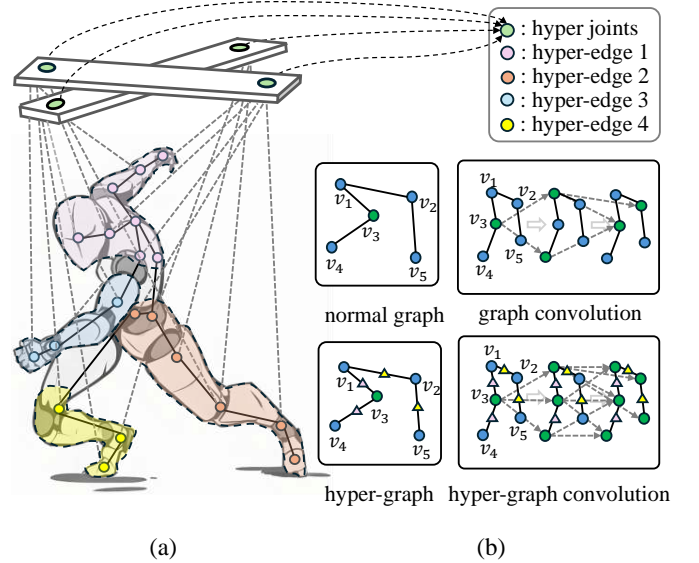 : hyper joints
: hyper-edge 1
: hyper-edge 2
: hyper-edge 3
: hyper-edge 4
v₁
v₂
v₃
v₄
v₅
normal graph
v₁
v₂
v₃
v₅
v₄
graph convolution
v₁
v₂
v₃
v₄
v₅
hyper-graph
v₁
v₂
v₃
v₅
v₄
hyper-graph convolution
(a)
(b)